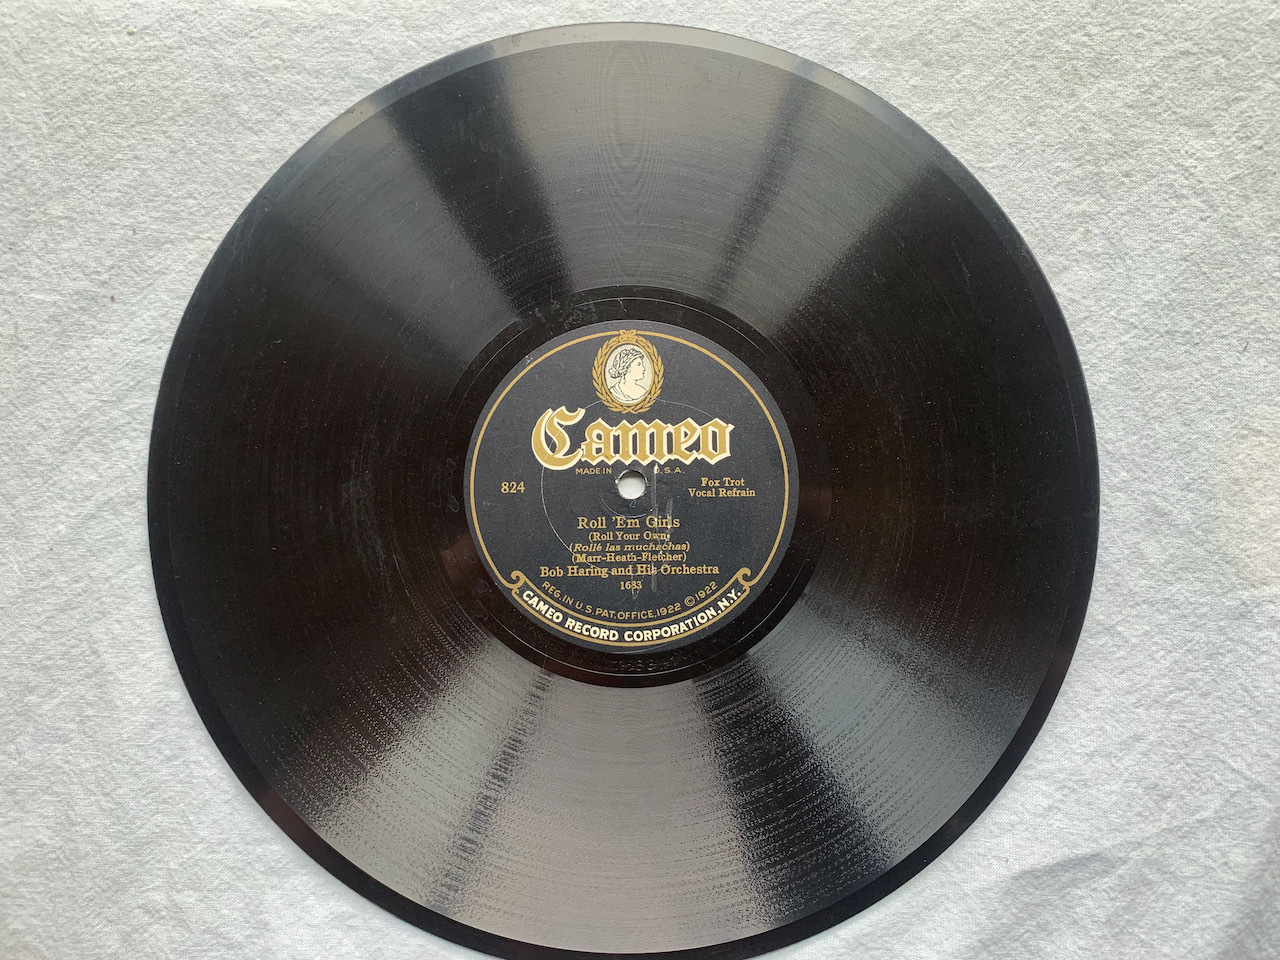 Cameo
MADE IN U.S.A.
824
Fox Trot
Vocal Refrain
Roll 'Em Girls
(Roll Your Own)
(Rollé las muchachas)
(Marr-Heath-Fletcher)
Bob Haring and His Orchestra
1683
REG. IN U.S. PAT. OFFICE, 1922 © 1922
CAMEO RECORD CORPORATION, N.Y.